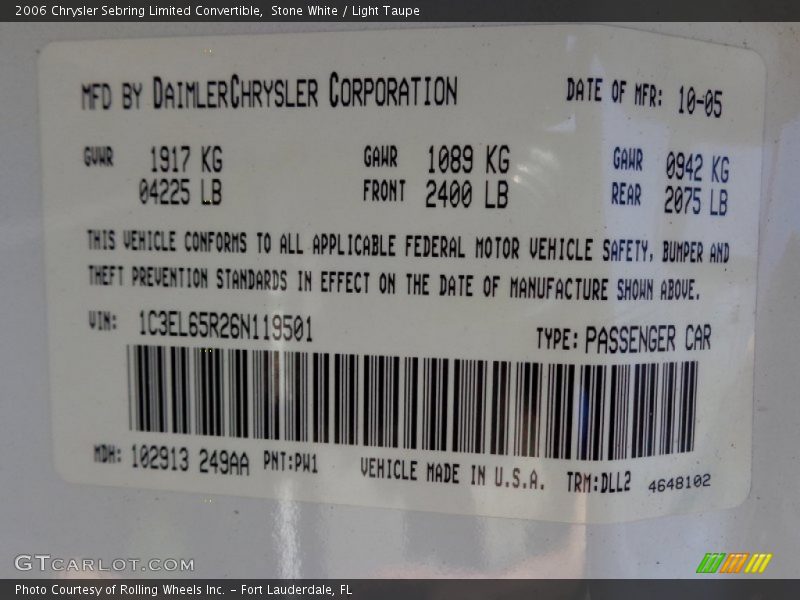 2006 Chrysler Sebring Limited Convertible, Stone White / Light Taupe
MFD BY DAIMLERCHRYSLER CORPORATION DATE OF MFR: 10-05
GVWR 1917 KG GAWR 1089 KG GAWR 0942 KG
04225 LB FRONT 2400 LB REAR 2075 LB
THIS VEHICLE CONFORMS TO ALL APPLICABLE FEDERAL MOTOR VEHICLE SAFETY, BUMPER AND
THEFT PREVENTION STANDARDS IN EFFECT ON THE DATE OF MANUFACTURE SHOWN ABOVE.
VIN: 1C3EL65R26N119501 TYPE: PASSENGER CAR
MDH: 102913 249AA PNT:PW1 VEHICLE MADE IN U.S.A. TRM:DLL2 4648102
GTCARLOT.COM
Photo Courtesy of Rolling Wheels Inc. – Fort Lauderdale, FL